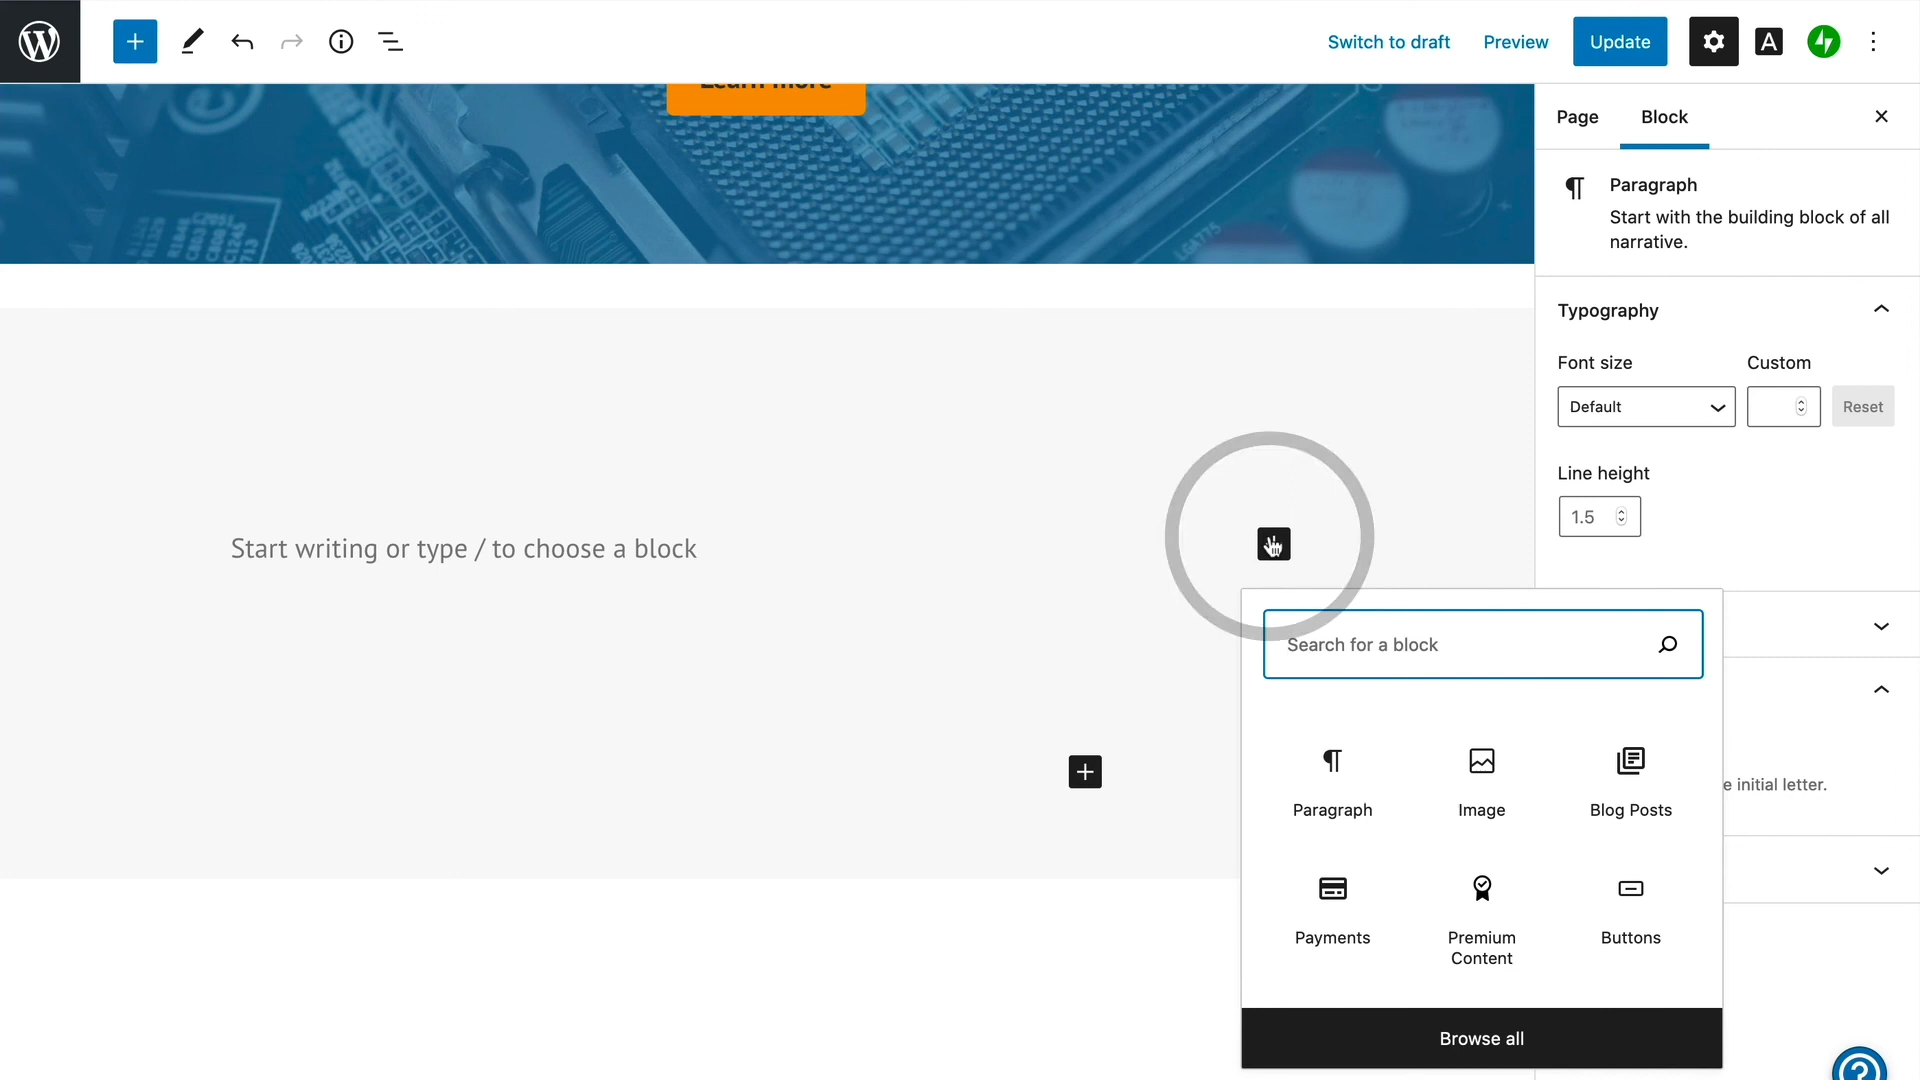 Switch to draft
Preview
Update
A
Learn more
Page
Block
Paragraph
Start with the building block of all
narrative.
Typography
Font size
Custom
Default
Reset
Line height
1.5
Start writing or type / to choose a block
Search for a block
Paragraph
Image
Blog Posts
e initial letter.
Payments
Premium
Content
Buttons
Browse all